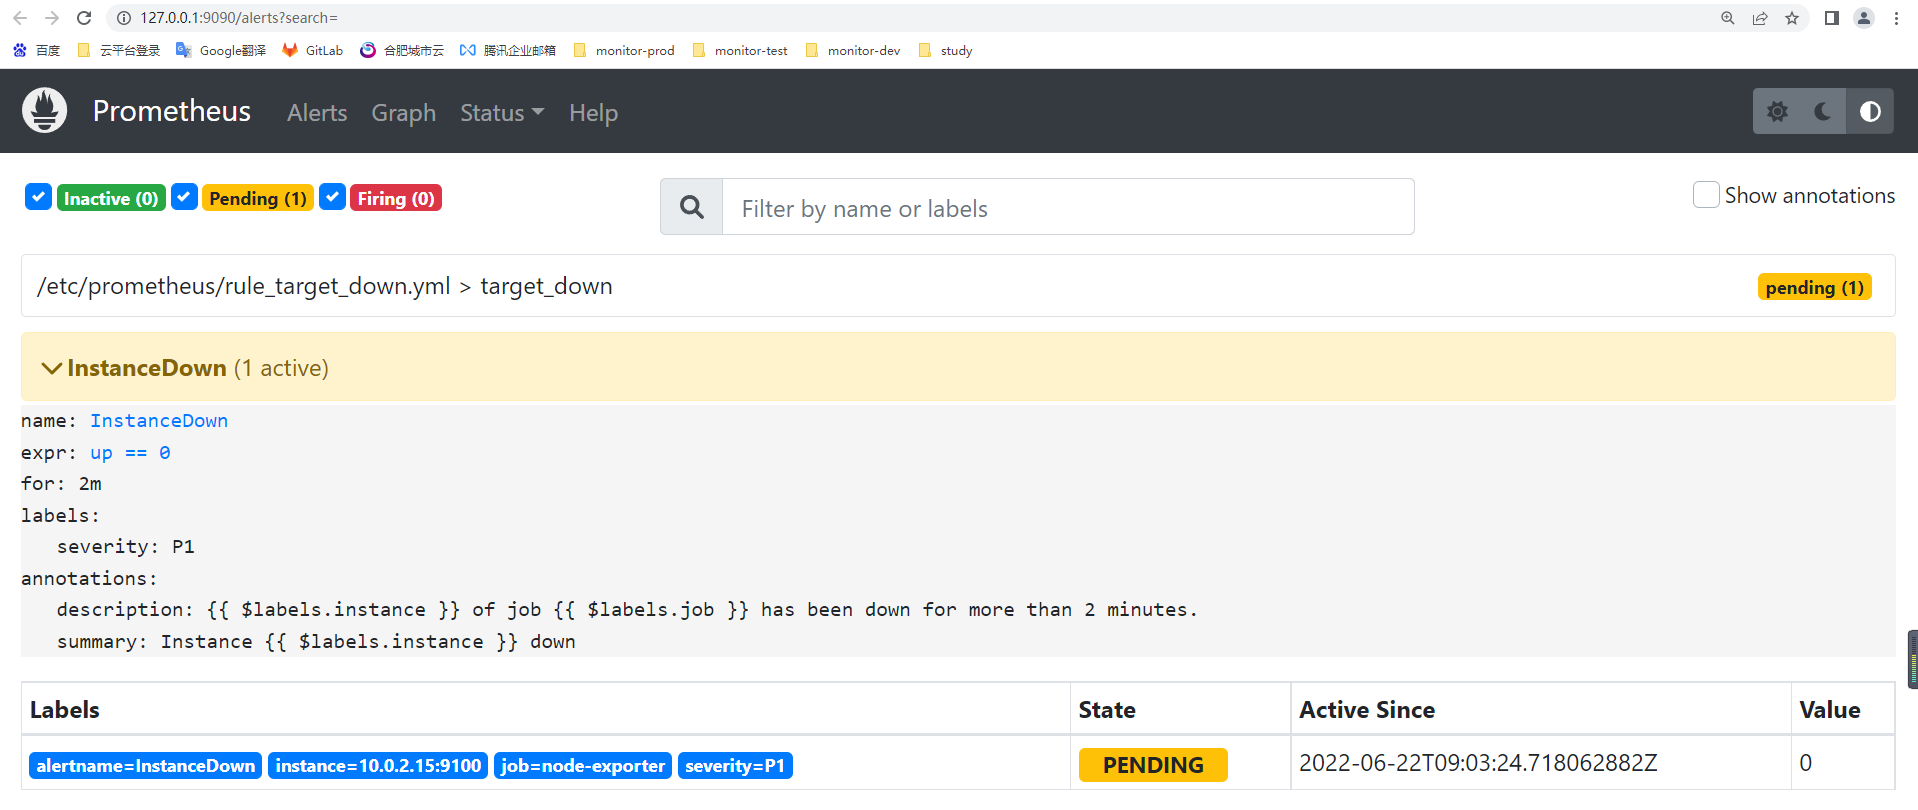 127.0.0.1:9090/alerts?search=
百度 云平台登录 Google翻译 GitLab 合肥城市云 腾讯企业邮箱 monitor-prod monitor-test monitor-dev study
Prometheus Alerts Graph Status Help
Inactive (0) Pending (1) Firing (0) Filter by name or labels Show annotations
/etc/prometheus/rule_target_down.yml > target_down pending (1)
InstanceDown (1 active)
name: InstanceDown
expr: up == 0
for: 2m
labels:
severity: P1
annotations:
description: {{ $labels.instance }} of job {{ $labels.job }} has been down for more than 2 minutes.
summary: Instance {{ $labels.instance }} down
Labels State Active Since Value
alertname=InstanceDown instance=10.0.2.15:9100 job=node-exporter severity=P1 PENDING 2022-06-22T09:03:24.718062882Z 0